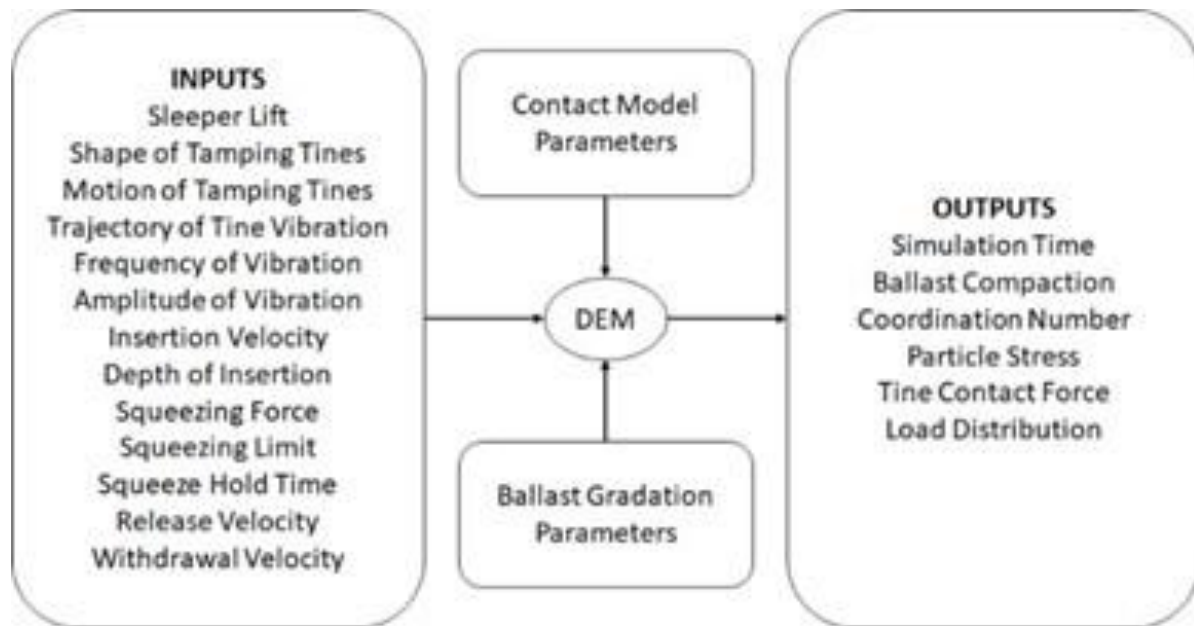 INPUTS
Sleeper Lift
Shape of Tamping Tines
Motion of Tamping Tines
Trajectory of Tine Vibration
Frequency of Vibration
Amplitude of Vibration
Insertion Velocity
Depth of Insertion
Squeezing Force
Squeezing Limit
Squeeze Hold Time
Release Velocity
Withdrawal Velocity
Contact Model
Parameters
DEM
Ballast Gradation
Parameters
OUTPUTS
Simulation Time
Ballast Compaction
Coordination Number
Particle Stress
Tine Contact Force
Load Distribution